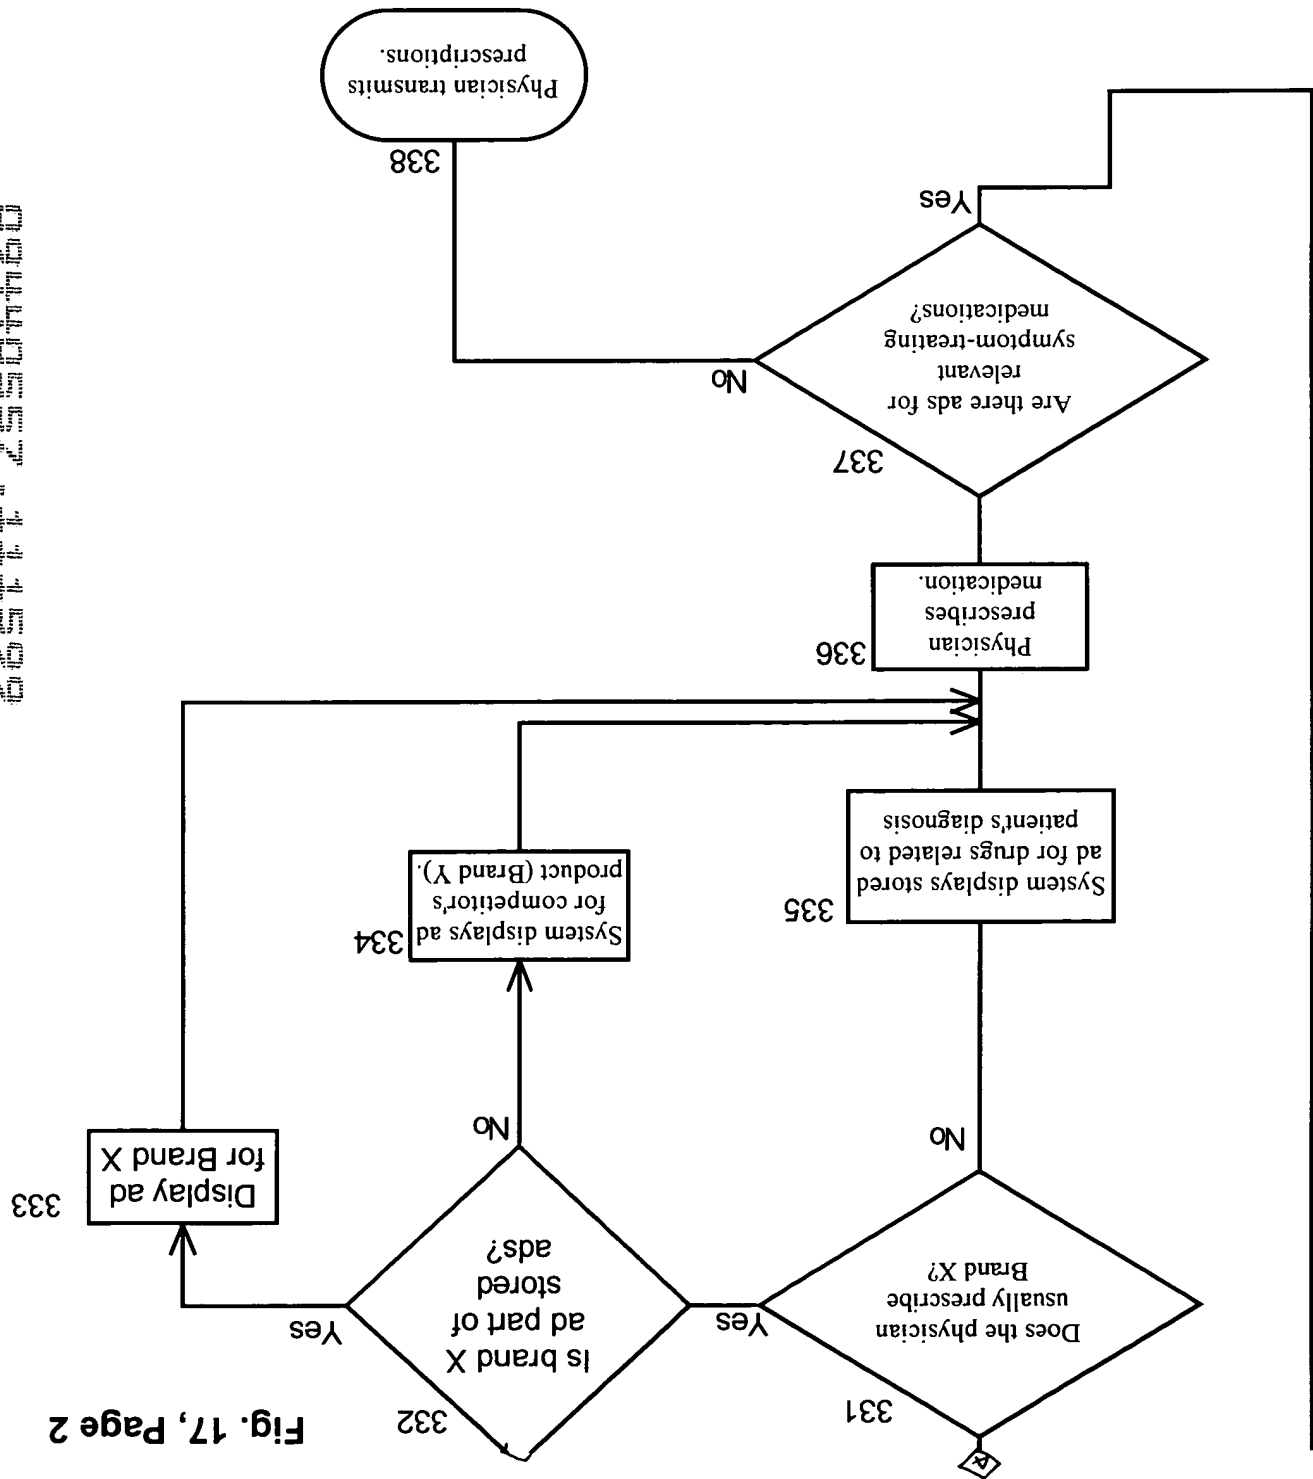 Fig. 17, Page 2
A
331
Does the physician
usually prescribe
Brand X?
Yes
No
332
Is brand X
ad part of
stored
ads?
Yes
No
333
Display ad
for Brand X
334
System displays ad
for competitor's
product (Brand Y).
335
System displays stored
ad for drugs related to
patient's diagnosis
336
Physician
prescribes
medication.
337
Are there ads for
relevant
symptom-treating
medications?
No
Yes
338
Physician transmits
prescriptions.